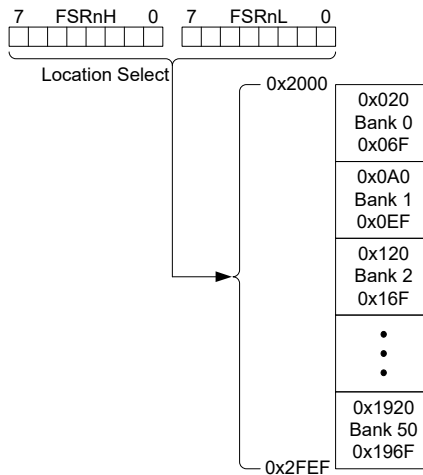 7 FSRnH 0 7 FSRnL 0
Location Select
0x2000
0x020
Bank 0
0x06F
0x0A0
Bank 1
0x0EF
0x120
Bank 2
0x16F
0x1920
Bank 50
0x196F
0x2FEF